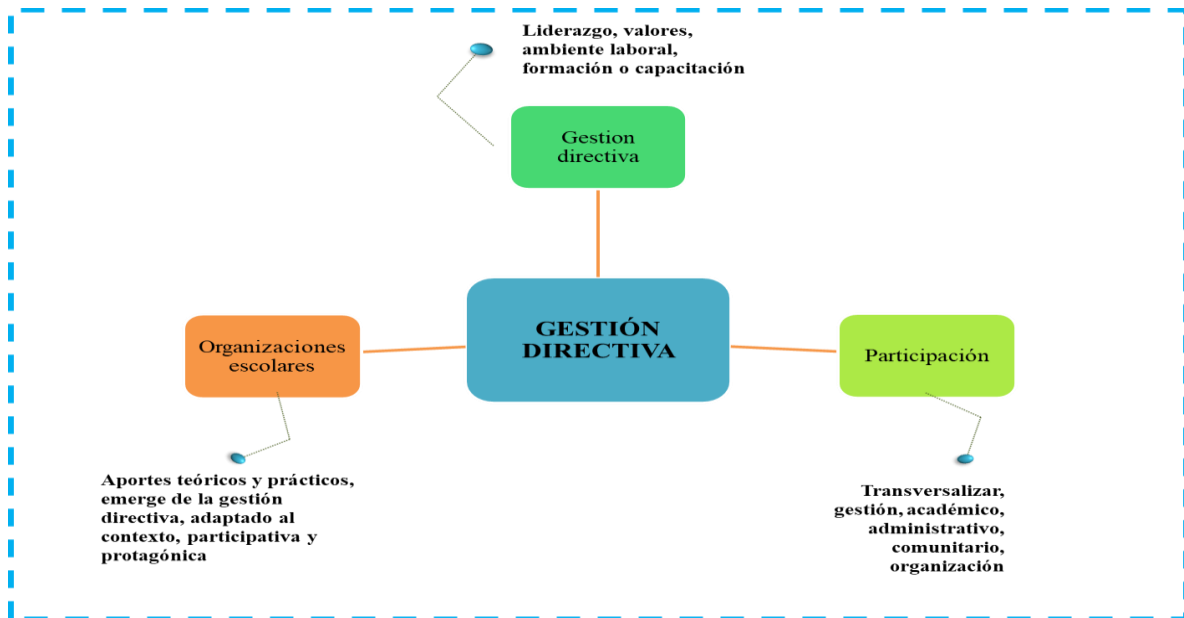 Liderazgo, valores,
ambiente laboral,
formación o capacitación
Gestion
directiva
GESTIÓN
DIRECTIVA
Organizaciones
escolares
Participación
Aportes teóricos y prácticos,
emerge de la gestión
directiva, adaptado al
contexto, participativa y
protagónica
Transversalizar,
gestión, académico,
administrativo,
comunitario,
organización